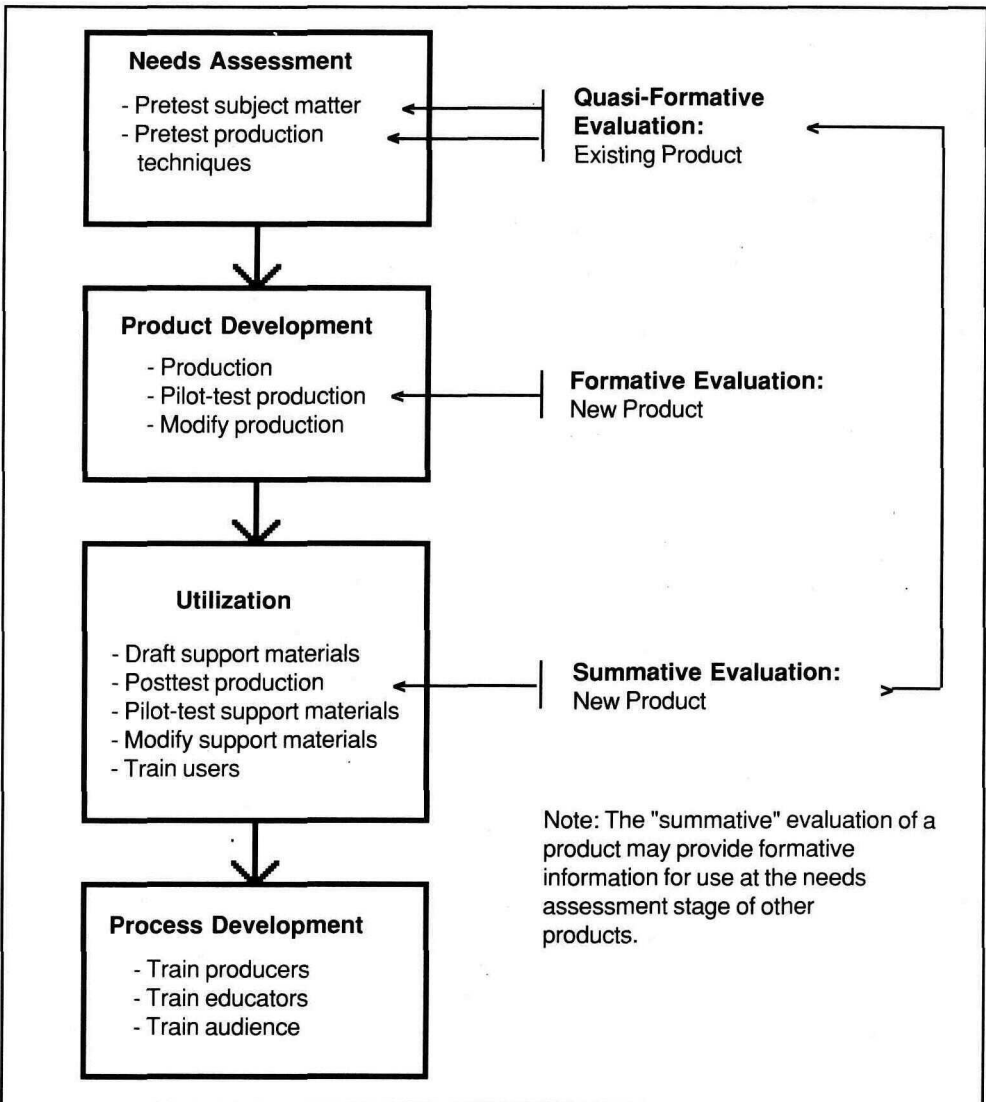 Needs Assessment
- Pretest subject matter
- Pretest production
techniques
Quasi-Formative
Evaluation:
Existing Product
Product Development
- Production
- Pilot-test production
- Modify production
Formative Evaluation:
New Product
Utilization
- Draft support materials
- Posttest production
- Pilot-test support materials
- Modify support materials
- Train users
Summative Evaluation:
New Product
Note: The "summative" evaluation of a
product may provide formative
information for use at the needs
assessment stage of other
products.
Process Development
- Train producers
- Train educators
- Train audience